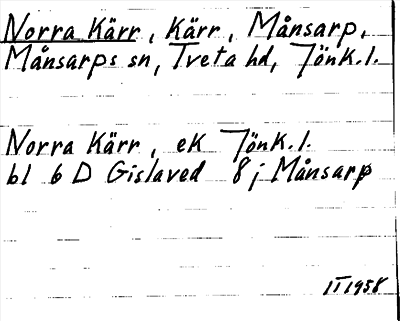 Norra Kärr, Kärr, Månsarp,
Månsarps sn, Tveta hd, Jönk.l.
Norra Kärr, ek Jönk.l.
bl 6 D Gislaved 8 j Månsarp
II 1958